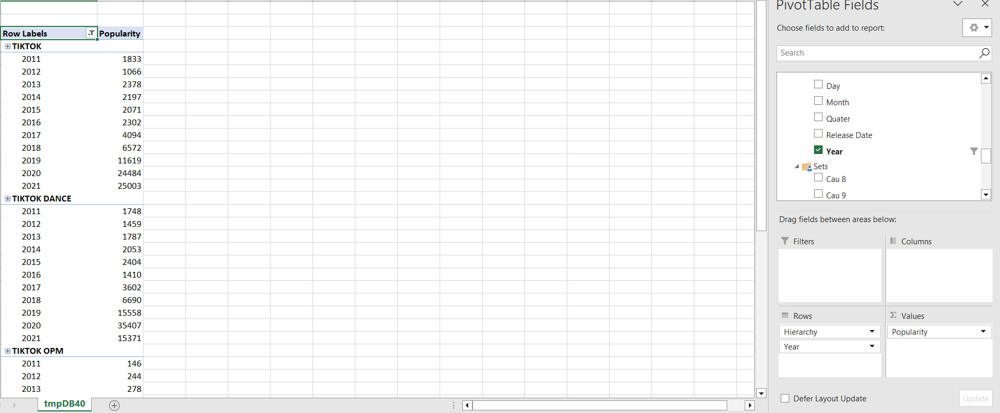 Row Labels Popularity
TIKTOK
2011 1833
2012 1066
2013 2378
2014 2197
2015 2071
2016 2302
2017 4094
2018 6572
2019 11619
2020 24484
2021 25003
TIKTOK DANCE
2011 1748
2012 1459
2013 1787
2014 2053
2015 2404
2016 1410
2017 3602
2018 6690
2019 15558
2020 35407
2021 15371
TIKTOK OPM
2011 146
2012 244
2013 278
tmpDB40
PivotTable Fields
Choose fields to add to report:
Search
Day
Month
Quater
Release Date
Year
Sets
Cau 8
Cau 9
Drag fields between areas below:
Filters
Columns
Rows
Σ Values
Hierarchy
Popularity
Year
Defer Layout Update
Update